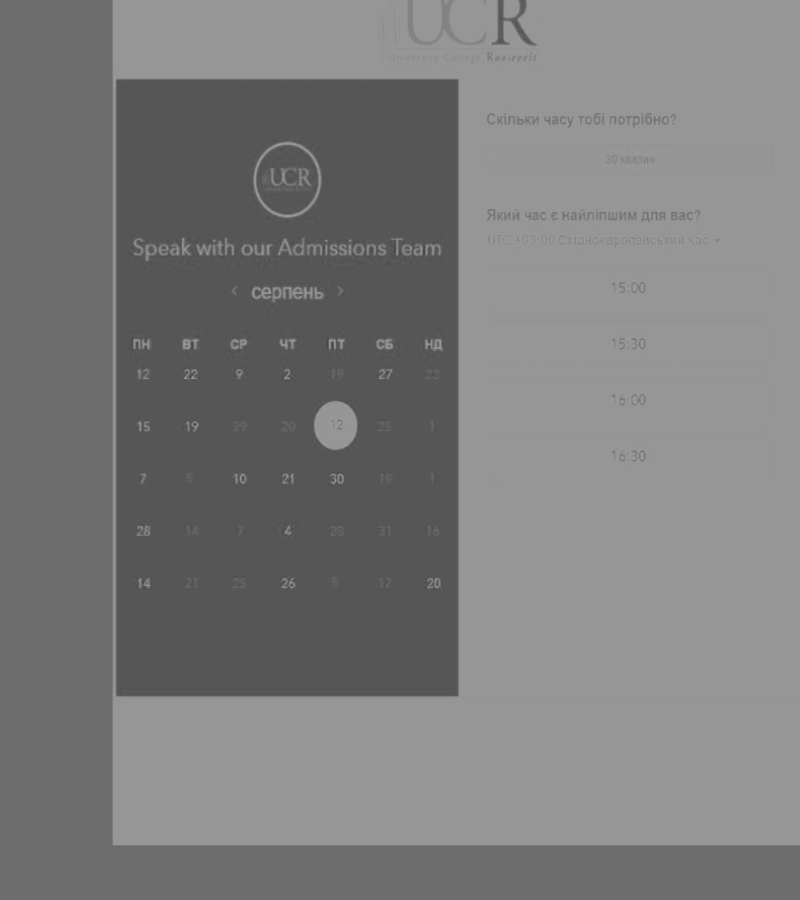 UCR
University College Roosevelt
UCR
Speak with our Admissions Team
< серпень >
ПН ВТ СР ЧТ ПТ СБ НД
12 22 9 2 19 27 23
15 19 29 20 12 25 1
7 5 10 21 30 19 1
28 14 7 4 28 31 16
14 21 25 26 5 17 20
Скільки часу тобі потрібно?
30 хвилин
Який час є найліпшим для вас?
UTC +03:00 Східноєвропейський час
15:00
15:30
16:00
16:30